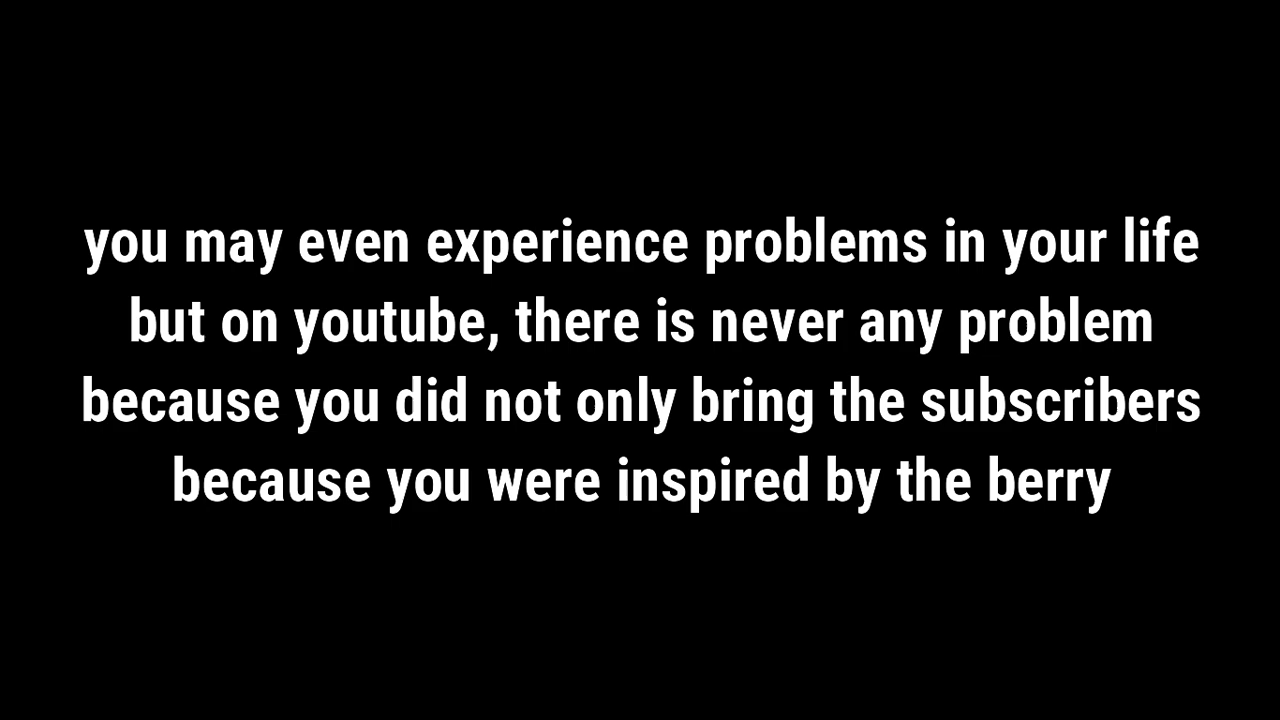 you may even experience problems in your life
but on youtube, there is never any problem
because you did not only bring the subscribers
because you were inspired by the berry